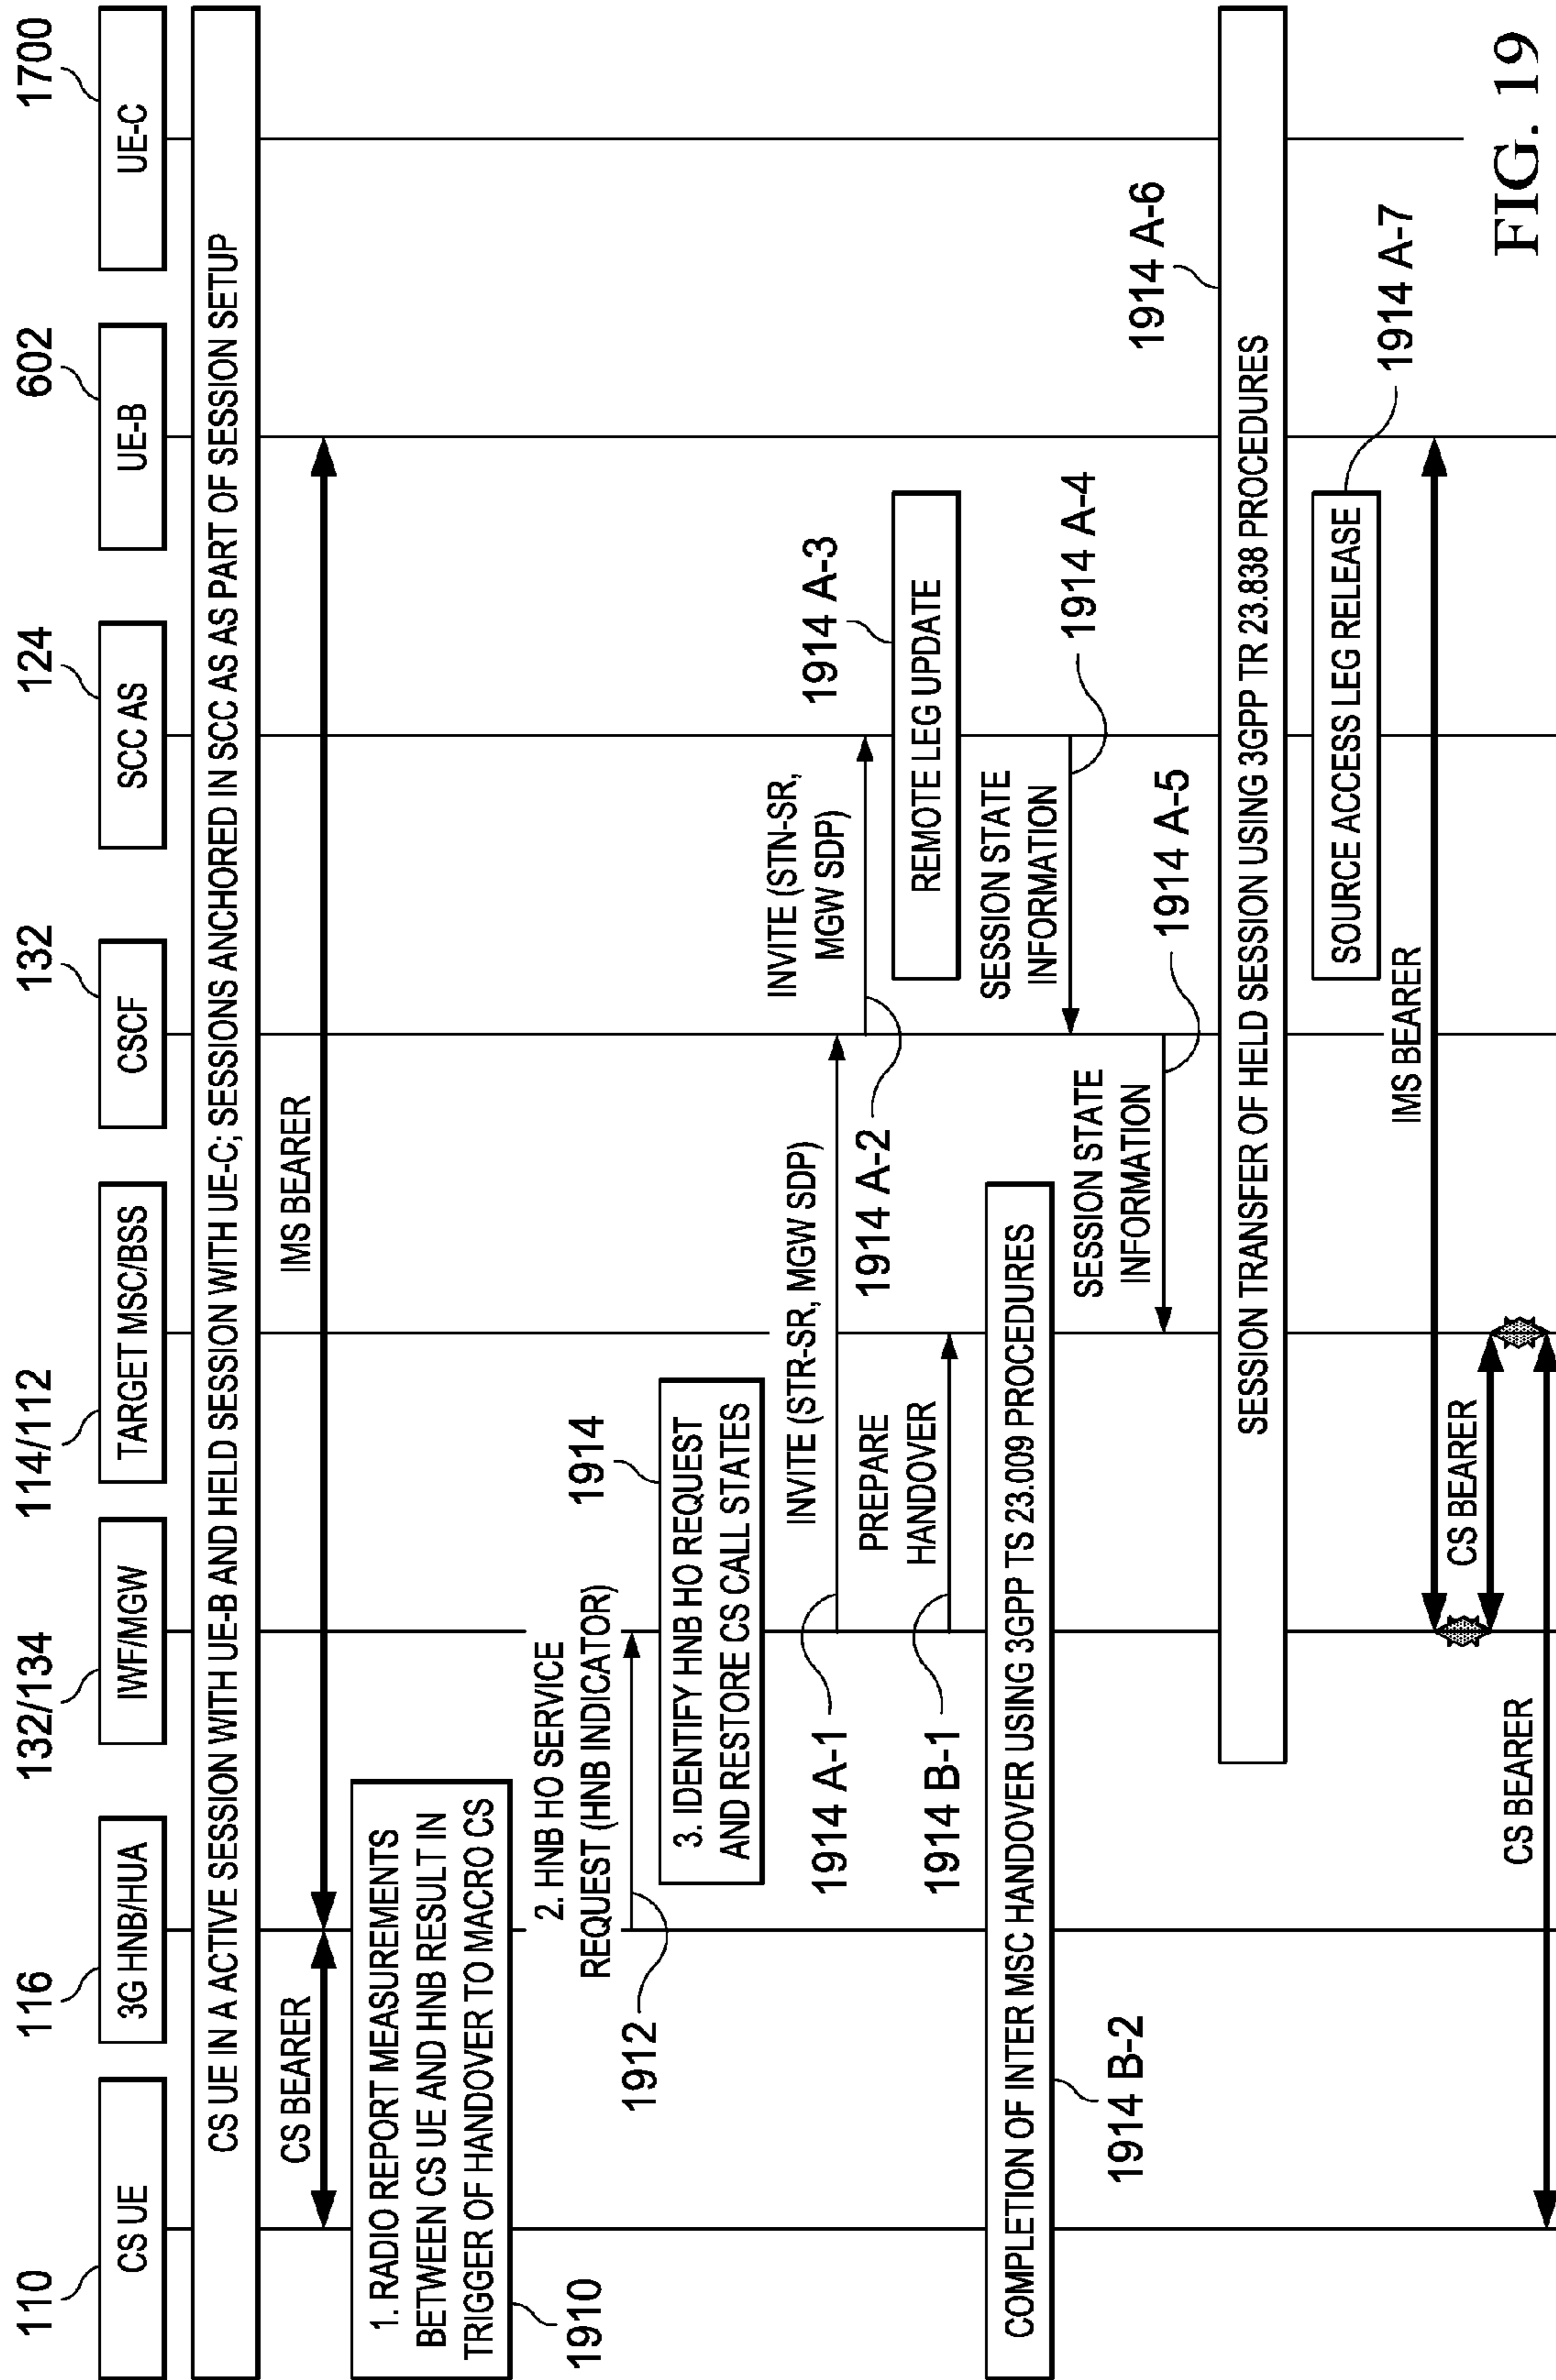 110
116
132/134
114/112
132
124
602
1700
CS UE
3G HNB/HUA
IWF/MGW
TARGET MSC/BSS
CSCF
SCC AS
UE-B
UE-C
CS UE IN A ACTIVE SESSION WITH UE-B AND HELD SESSION WITH UE-C; SESSIONS ANCHORED IN SCC AS AS PART OF SESSION SETUP
CS BEARER
IMS BEARER
1. RADIO REPORT MEASUREMENTS
BETWEEN CS UE AND HNB RESULT IN
TRIGGER OF HANDOVER TO MACRO CS
1910
2. HNB HO SERVICE
REQUEST (HNB INDICATOR)
1912
1914
3. IDENTIFY HNB HO REQUEST
AND RESTORE CS CALL STATES
INVITE (STR-SR, MGW SDP)
1914 A-1
INVITE (STN-SR,
MGW SDP)
1914 A-2
1914 A-3
REMOTE LEG UPDATE
PREPARE
HANDOVER
1914 B-1
COMPLETION OF INTER MSC HANDOVER USING 3GPP TS 23.009 PROCEDURES
1914 B-2
SESSION STATE
INFORMATION
1914 A-4
SESSION STATE
INFORMATION
1914 A-5
1914 A-6
SESSION TRANSFER OF HELD SESSION USING 3GPP TR 23.838 PROCEDURES
SOURCE ACCESS LEG RELEASE
1914 A-7
IMS BEARER
CS BEARER
CS BEARER
FIG. 19